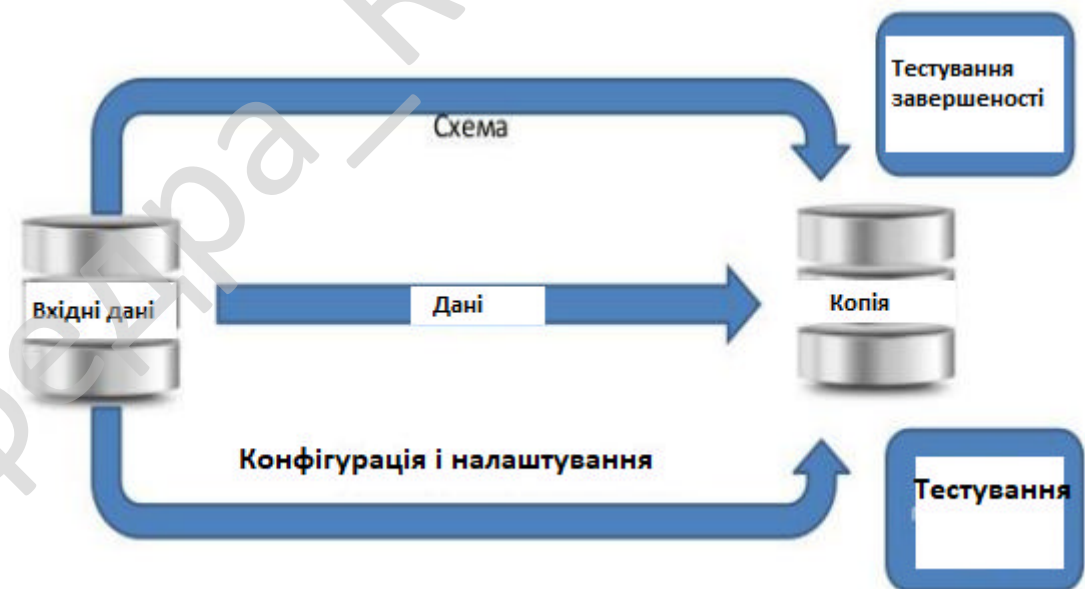 Тестування
завершеності
Схема
Вхідні дані
Дані
Копія
Конфігурація і налаштування
Тестування